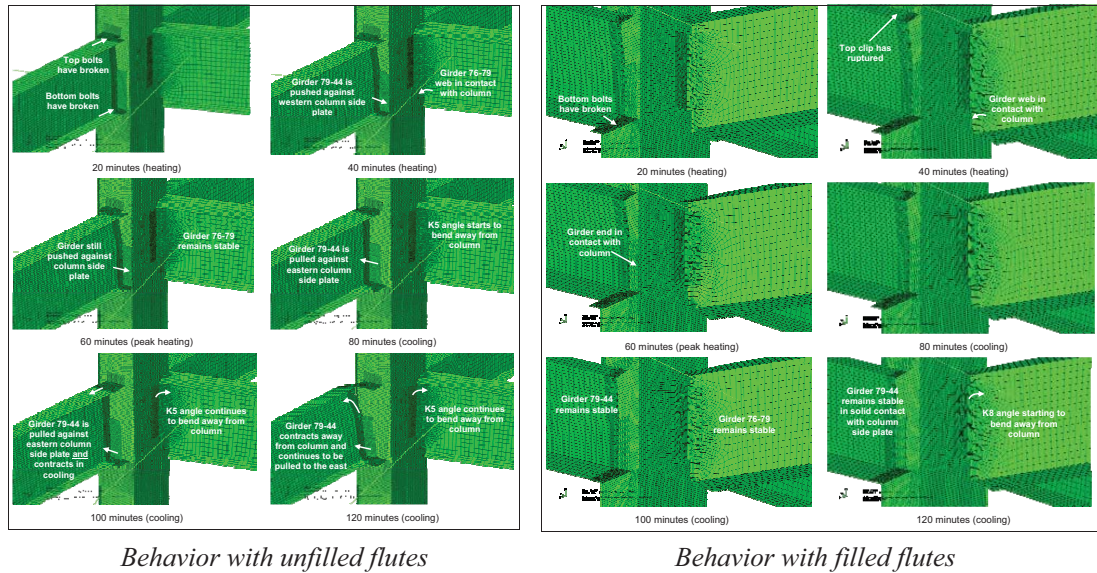 Top bolts
have broken
Bottom bolts
have broken
20 minutes (heating)
Girder 79-44 is
pushed against
western column side
plate
Girder 76-79
web in contact
with column
40 minutes (heating)
Girder still
pushed against
column side
plate
Girder 76-79
remains stable
60 minutes (peak heating)
Girder 79-44 is
pulled against
eastern column
side plate
K5 angle starts to
bend away from
column
80 minutes (cooling)
Girder 79-44 is
pulled against
eastern column
side plate and
contracts in
cooling
K5 angle continues
to bend away from
column
100 minutes (cooling)
Girder 79-44
contracts away
from column and
continues to be
pulled to the east
K5 angle continues to
bend away from
column
120 minutes (cooling)
Behavior with unfilled flutes
Bottom bolts
have broken
20 minutes (heating)
Top clip has
ruptured
Girder web in
contact with
column
40 minutes (heating)
Girder end in
contact with
column
60 minutes (peak heating)
80 minutes (cooling)
Girder 79-44
remains stable
Girder 76-79
remains stable
100 minutes (cooling)
Girder 79-44
remains stable
in solid contact
with column
side plate
K8 angle starting to
bend away from
column
120 minutes (cooling)
Behavior with filled flutes